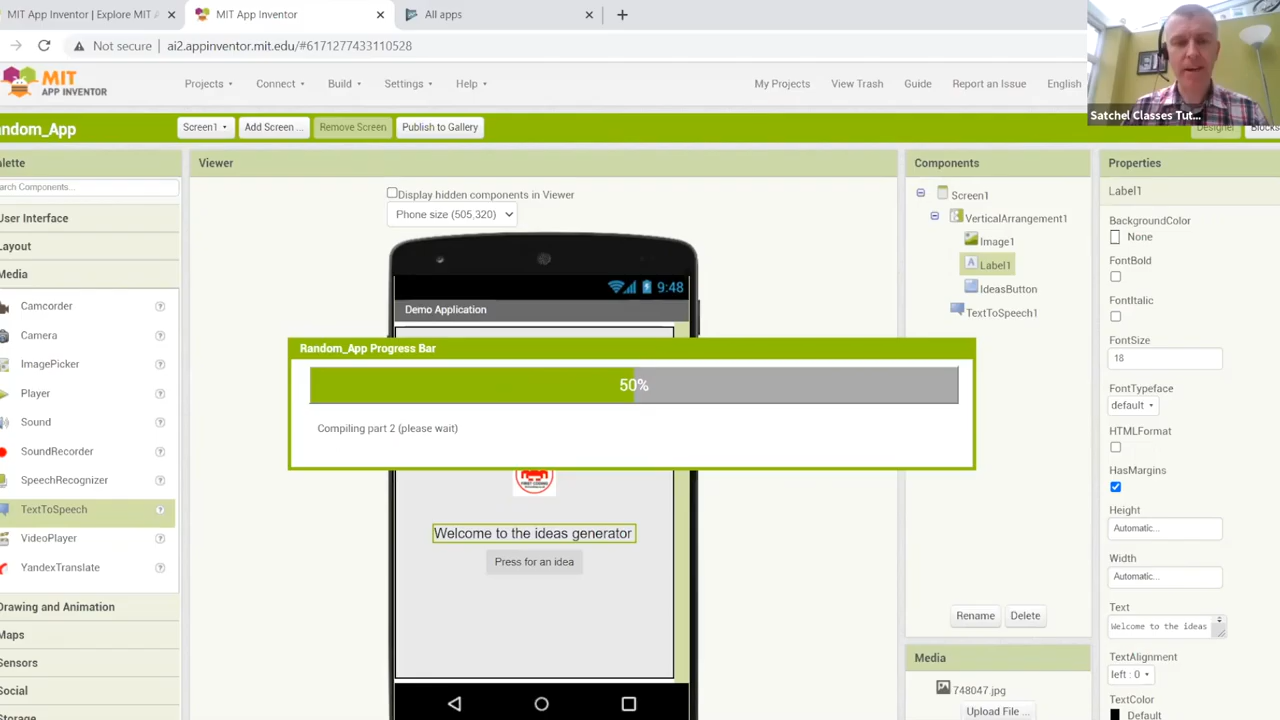 MIT App Inventor | Explore MIT A
MIT App Inventor
All apps
Not secure
ai2.appinventor.mit.edu/#6171277433110528
MIT
APP INVENTOR
Projects
Connect
Build
Settings
Help
My Projects
View Trash
Guide
Report an Issue
English
Satchel Classes Tut...
andom_App
Screen1
Add Screen ...
Remove Screen
Publish to Gallery
Designer
Blocks
alette
Viewer
Components
Properties
earch Components...
User Interface
Layout
Media
Camcorder
Camera
ImagePicker
Player
Sound
SoundRecorder
SpeechRecognizer
TextToSpeech
VideoPlayer
YandexTranslate
Drawing and Animation
Maps
Sensors
Social
Storage
Display hidden components in Viewer
Phone size (505,320)
9:48
Demo Application
Random_App Progress Bar
50%
Compiling part 2 (please wait)
Welcome to the ideas generator
Press for an idea
Screen1
VerticalArrangement1
Image1
A Label1
IdeasButton
TextToSpeech1
Rename
Delete
Media
748047.jpg
Upload File ...
Label1
BackgroundColor
None
FontBold
FontItalic
FontSize
18
FontTypeface
default
HTMLFormat
HasMargins
Height
Automatic...
Width
Automatic...
Text
Welcome to the ideas
TextAlignment
left : 0
TextColor
Default